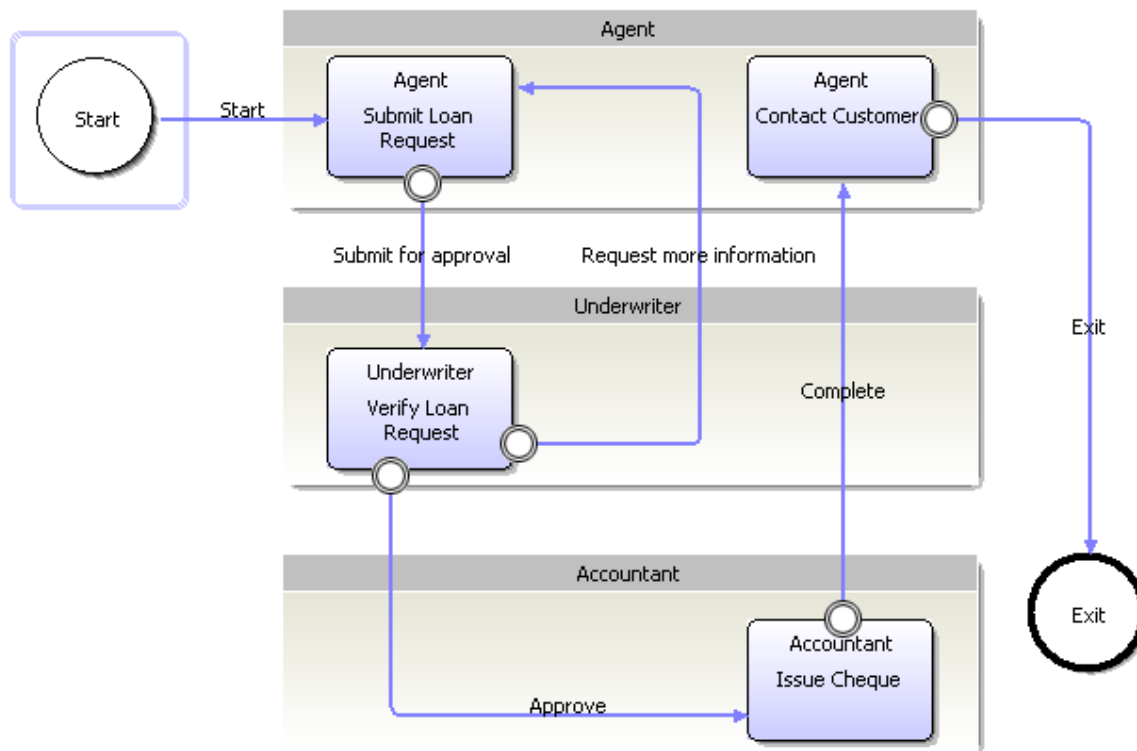 Agent
Start
Start
Agent
Submit Loan
Request
Agent
Contact Customer
Submit for approval
Request more information
Underwriter
Exit
Underwriter
Verify Loan
Request
Complete
Accountant
Exit
Accountant
Issue Cheque
Approve